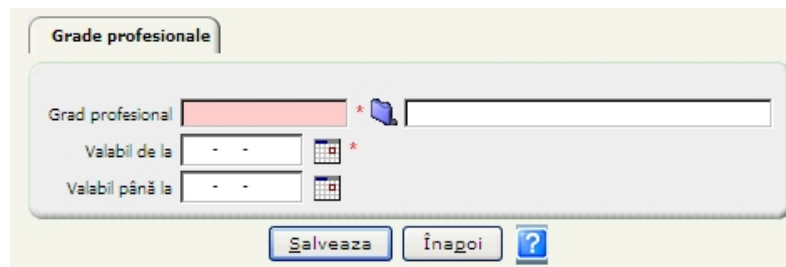 Grade profesionale
Grad profesional *
Valabil de la - - *
Valabil până la - -
Salveaza Înapoi ?